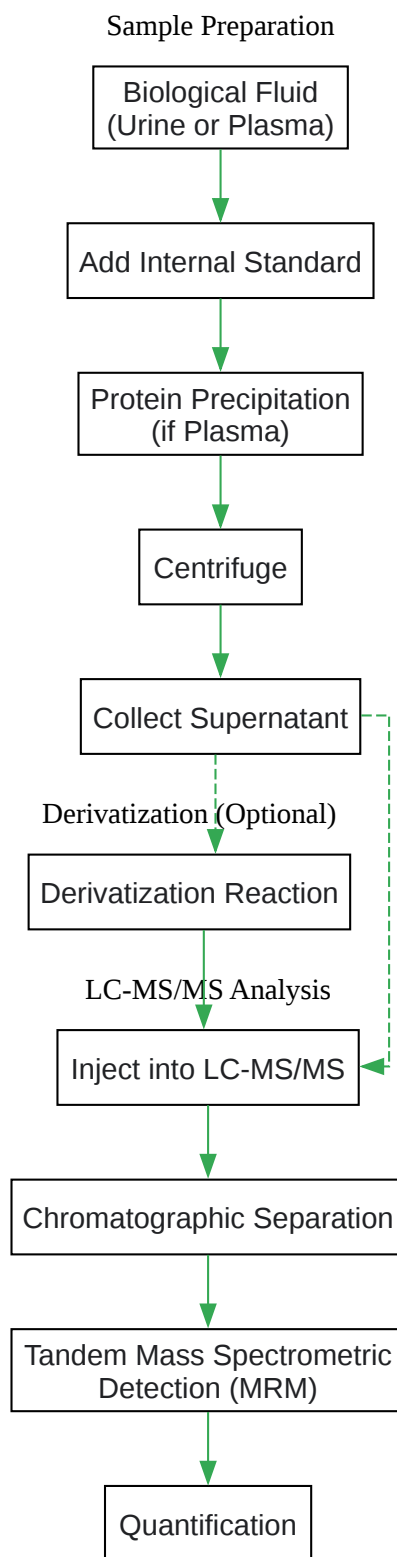 Sample Preparation
Biological Fluid
(Urine or Plasma)
Add Internal Standard
Protein Precipitation
(if Plasma)
Centrifuge
Collect Supernatant
Derivatization (Optional)
Derivatization Reaction
LC-MS/MS Analysis
Inject into LC-MS/MS
Chromatographic Separation
Tandem Mass Spectrometric
Detection (MRM)
Quantification